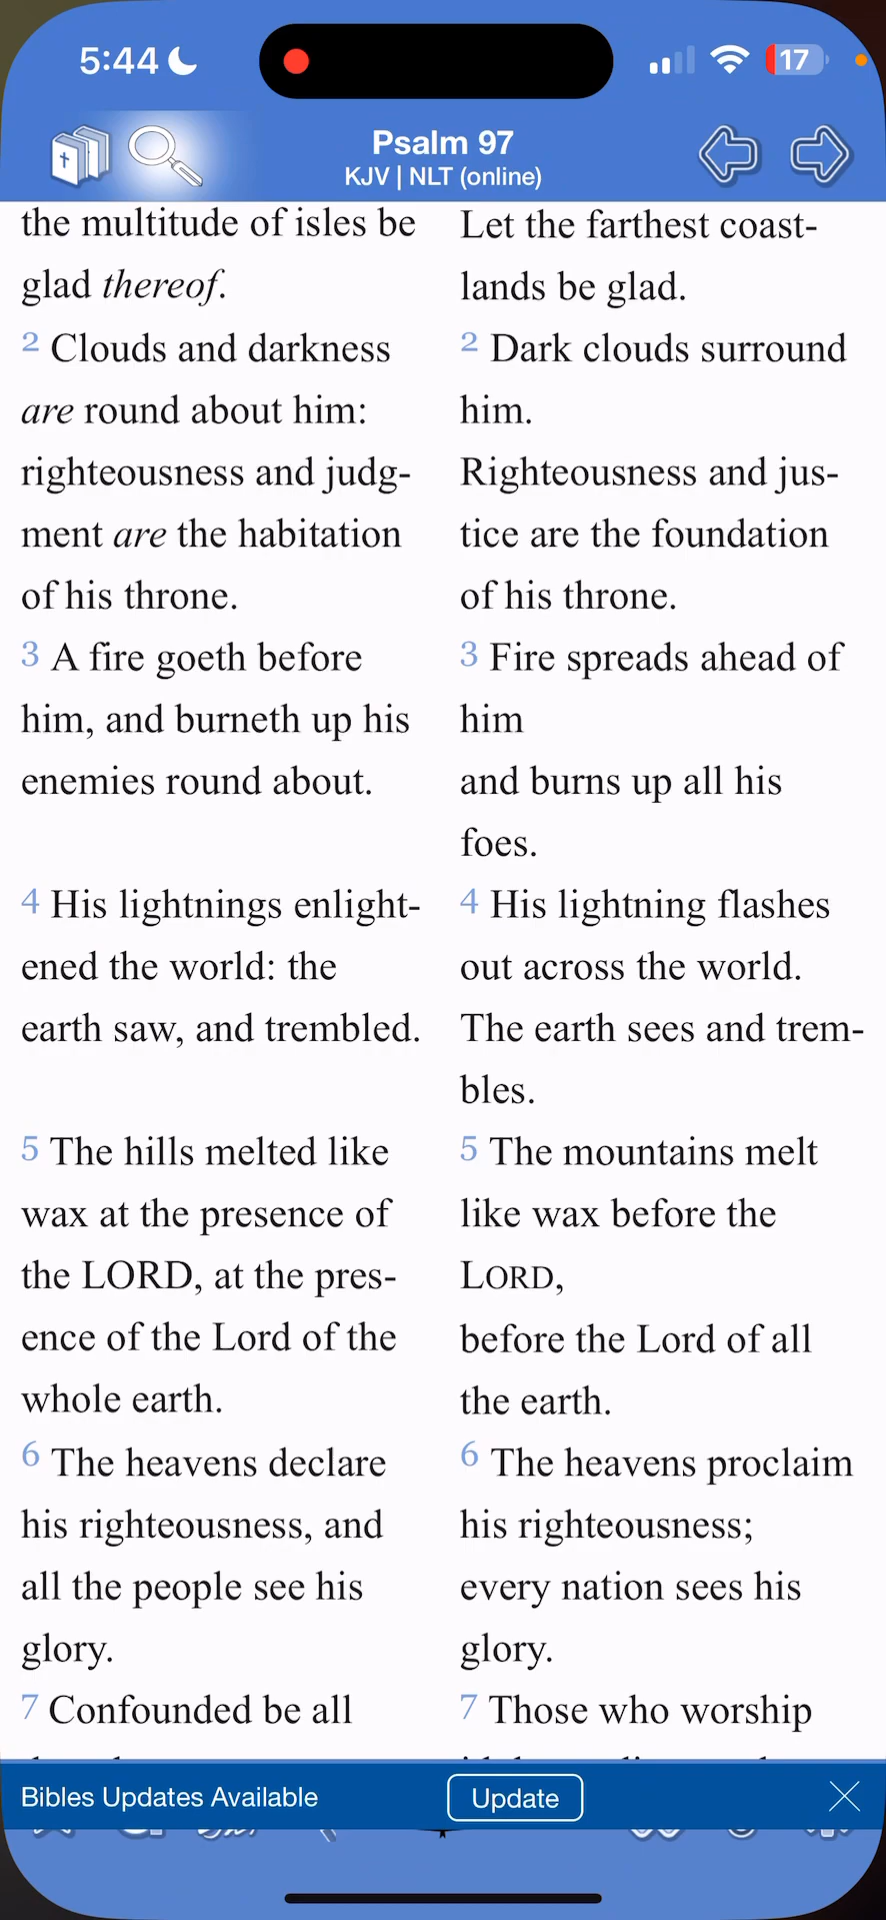 5:44
17
Psalm 97
KJV | NLT (online)
the multitude of isles be
glad thereof.
2 Clouds and darkness
are round about him:
righteousness and judg-
ment are the habitation
of his throne.
3 A fire goeth before
him, and burneth up his
enemies round about.
4 His lightnings enlight-
ened the world: the
earth saw, and trembled.
5 The hills melted like
wax at the presence of
the LORD, at the pres-
ence of the Lord of the
whole earth.
6 The heavens declare
his righteousness, and
all the people see his
glory.
7 Confounded be all
Let the farthest coast-
lands be glad.
2 Dark clouds surround
him.
Righteousness and jus-
tice are the foundation
of his throne.
3 Fire spreads ahead of
him
and burns up all his
foes.
4 His lightning flashes
out across the world.
The earth sees and trem-
bles.
5 The mountains melt
like wax before the
LORD,
before the Lord of all
the earth.
6 The heavens proclaim
his righteousness;
every nation sees his
glory.
7 Those who worship
Bibles Updates Available
Update